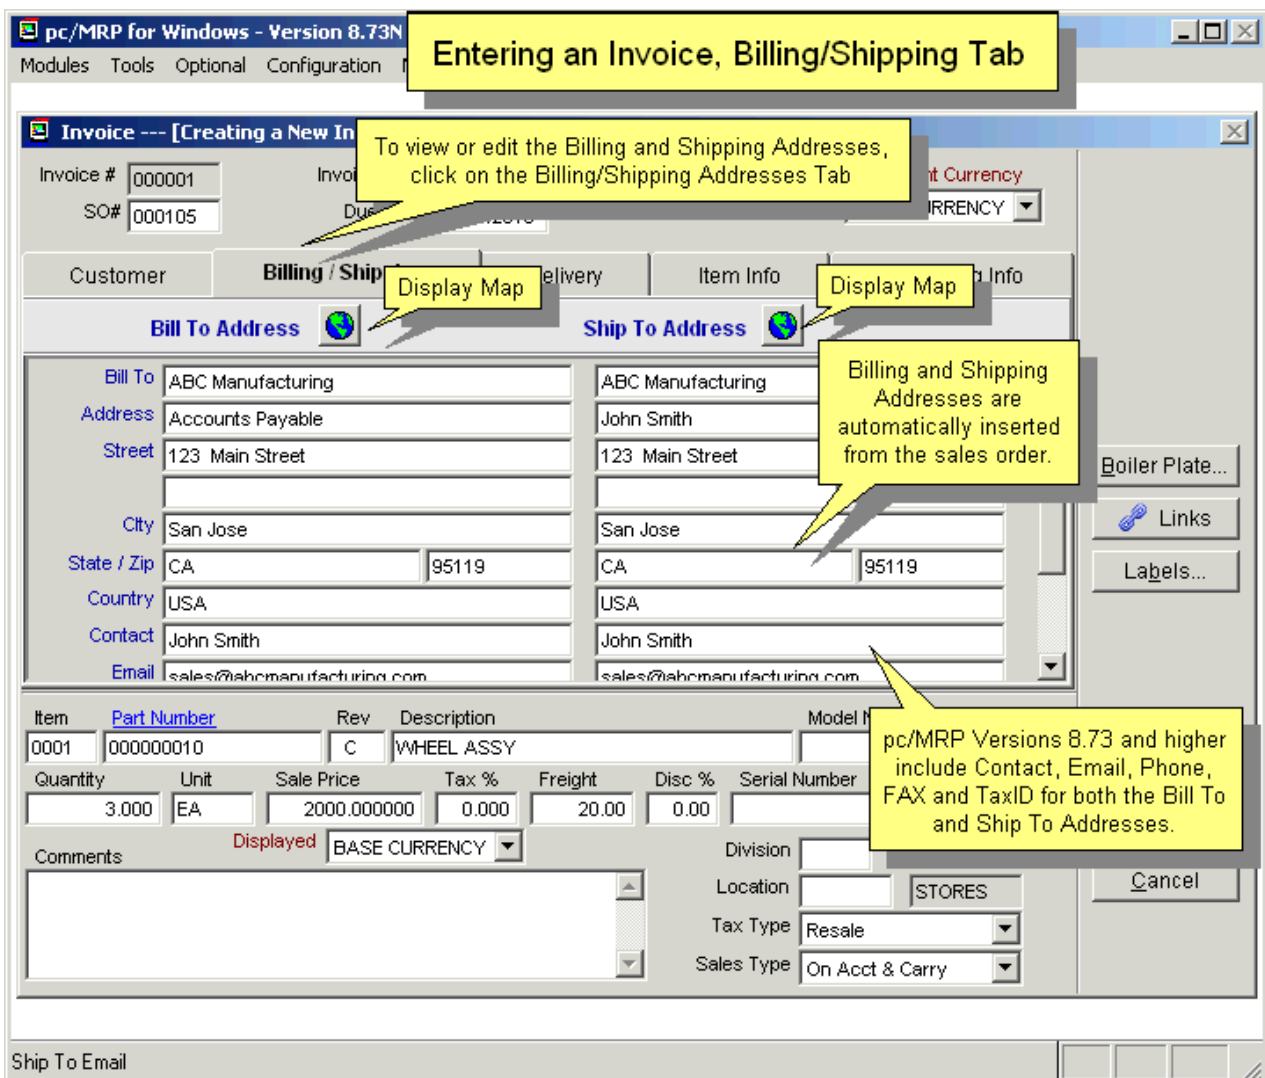 pc/MRP for Windows - Version 8.73N
Entering an Invoice, Billing/Shipping Tab
Modules Tools Optional Configuration
Invoice --- [Creating a New In
To view or edit the Billing and Shipping Addresses,
click on the Billing/Shipping Addresses Tab
Invoice # 000001
Currency
SO# 000105
Customer Billing / Item Info Info
Display Map
Display Map
Bill To Address Ship To Address
Billing and Shipping
Addresses are
automatically inserted
from the sales order.
Bill To ABC Manufacturing ABC Manufacturing
Address Accounts Payable John Smith
Street 123 Main Street 123 Main Street
Boiler Plate...
CIty San Jose San Jose
Links
State / Zip CA 95119 CA 95119
Labels...
Country USA USA
Contact John Smith John Smith
Email sales@abcmanufacturing.com sales@abcmanufacturing.com
Item Part Number Rev Description Model
0001 000000010 C WHEEL ASSY
pc/MRP Versions 8.73 and higher
include Contact, Email, Phone,
FAX and TaxID for both the Bill To
and Ship To Addresses.
Quantity Unit Sale Price Tax % Freight Disc % Serial Number
3.000 EA 2000.000000 0.000 20.00 0.00
Displayed BASE CURRENCY
Comments
Division
Location STORES
Cancel
Tax Type Resale
Sales Type On Acct & Carry
Ship To Email